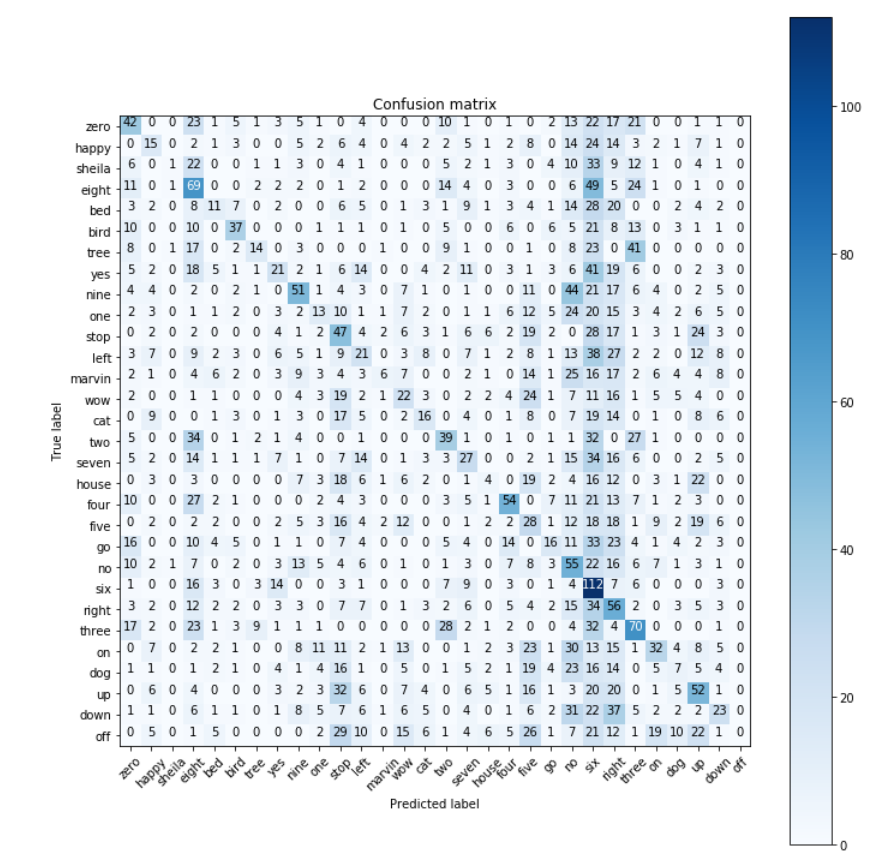 Confusion matrix
zero 42 0 0 23 1 5 1 3 5 1 0 4 0 0 0 10 1 0 1 0 2 13 22 17 21 0 0 1 1 0
happy 0 15 0 2 1 3 0 0 5 2 6 4 0 4 2 2 5 1 2 8 0 14 24 14 3 2 1 7 1 0
sheila 6 0 1 22 0 0 1 1 3 0 4 1 0 0 0 5 2 1 3 0 4 10 33 9 12 1 0 4 1 0
eight 11 0 1 69 0 0 2 2 2 0 1 2 0 0 0 14 4 0 3 0 0 6 49 5 24 1 0 1 0 0
bed 3 2 0 8 11 7 0 2 0 0 6 5 0 1 3 1 9 1 3 4 1 14 28 20 0 0 2 4 2 0
bird 10 0 0 10 0 37 0 0 0 1 1 1 0 1 0 5 0 0 6 0 6 5 21 8 13 0 3 1 1 0
tree 8 0 1 17 0 2 14 0 3 0 0 0 0 0 1 9 1 0 1 0 0 8 23 0 41 0 0 0 0 0
yes 5 2 0 18 5 1 1 21 2 1 6 14 0 0 4 2 11 0 3 1 3 6 41 19 6 0 0 2 3 0
nine 4 4 0 2 0 2 1 0 51 1 4 3 0 7 1 0 1 0 0 11 0 44 21 17 6 4 0 2 5 0
one 2 3 0 1 1 2 0 3 2 13 10 1 1 7 2 0 1 1 6 12 5 24 20 15 3 4 2 6 5 0
stop 0 2 0 2 0 0 0 4 1 2 47 4 2 6 3 1 6 6 2 19 2 0 28 17 1 3 1 24 3 0
left 3 7 0 9 2 3 0 6 5 1 9 21 0 3 8 0 7 1 2 8 1 13 38 27 2 2 0 12 8 0
marvin 2 1 0 4 6 2 0 3 9 3 4 3 6 7 0 0 2 1 0 14 1 25 16 17 2 6 4 4 8 0
wow 2 0 0 1 1 0 0 0 4 3 19 2 1 22 3 0 2 2 4 24 1 7 11 16 1 5 5 4 0 0
cat 0 9 0 0 1 3 0 1 3 0 17 5 0 2 16 0 4 0 1 8 0 7 19 14 0 1 0 8 6 0
two 5 0 0 34 0 1 2 1 4 0 0 1 0 0 0 39 1 0 1 0 1 1 32 0 27 0 0 0 0 0
seven 5 2 0 14 1 1 1 7 1 0 7 14 0 1 3 3 27 0 0 2 1 15 34 16 6 0 0 2 5 0
house 0 3 0 3 0 0 0 0 7 3 18 6 1 6 2 0 1 4 0 19 2 4 16 12 0 3 1 22 5 0
four 10 0 0 27 2 1 0 0 0 2 4 3 0 0 0 3 5 1 54 0 7 11 21 13 7 1 2 3 0 0
five 0 2 0 2 2 0 0 0 5 3 16 4 2 12 0 0 1 2 2 28 1 12 18 18 1 9 2 19 6 0
go 16 0 0 10 4 5 0 1 1 0 7 4 0 0 0 5 4 0 14 0 16 11 33 23 4 1 4 2 3 0
no 10 2 1 7 0 2 0 0 13 5 4 6 0 1 0 1 3 0 7 8 3 55 22 16 6 7 1 3 1 0
six 3 0 0 16 3 0 3 14 0 0 3 1 0 0 0 7 9 0 3 0 1 4 112 7 6 0 0 0 3 0
right 3 2 0 12 2 2 0 3 3 0 7 7 0 1 3 2 6 0 5 4 2 15 34 56 2 0 3 5 3 0
three 17 2 0 23 1 3 9 1 1 0 0 2 0 0 0 28 2 1 2 0 0 4 32 4 70 0 0 0 0 0
on 0 7 0 2 2 1 0 0 8 11 11 2 1 13 0 0 1 2 3 23 1 30 13 15 1 32 4 8 5 0
dog 1 1 0 1 2 1 0 4 1 4 16 1 0 5 0 1 5 2 1 19 4 23 16 14 0 5 7 5 4 0
up 0 6 0 4 0 0 0 3 2 3 32 6 0 7 4 0 6 5 1 16 1 3 20 20 0 1 5 52 1 0
down 1 1 0 6 1 1 0 1 8 5 7 6 1 6 5 0 4 0 1 7 0 31 22 37 5 2 2 2 23 0
off 0 5 0 1 5 0 0 0 0 0 29 10 0 15 6 1 4 6 5 26 1 7 21 12 1 19 10 22 1 0
zero happy sheila eight bed bird tree yes nine one stop left marvin wow cat two seven house four five go no six right three on dog up down off
True label
Predicted label
100
80
60
40
20
0